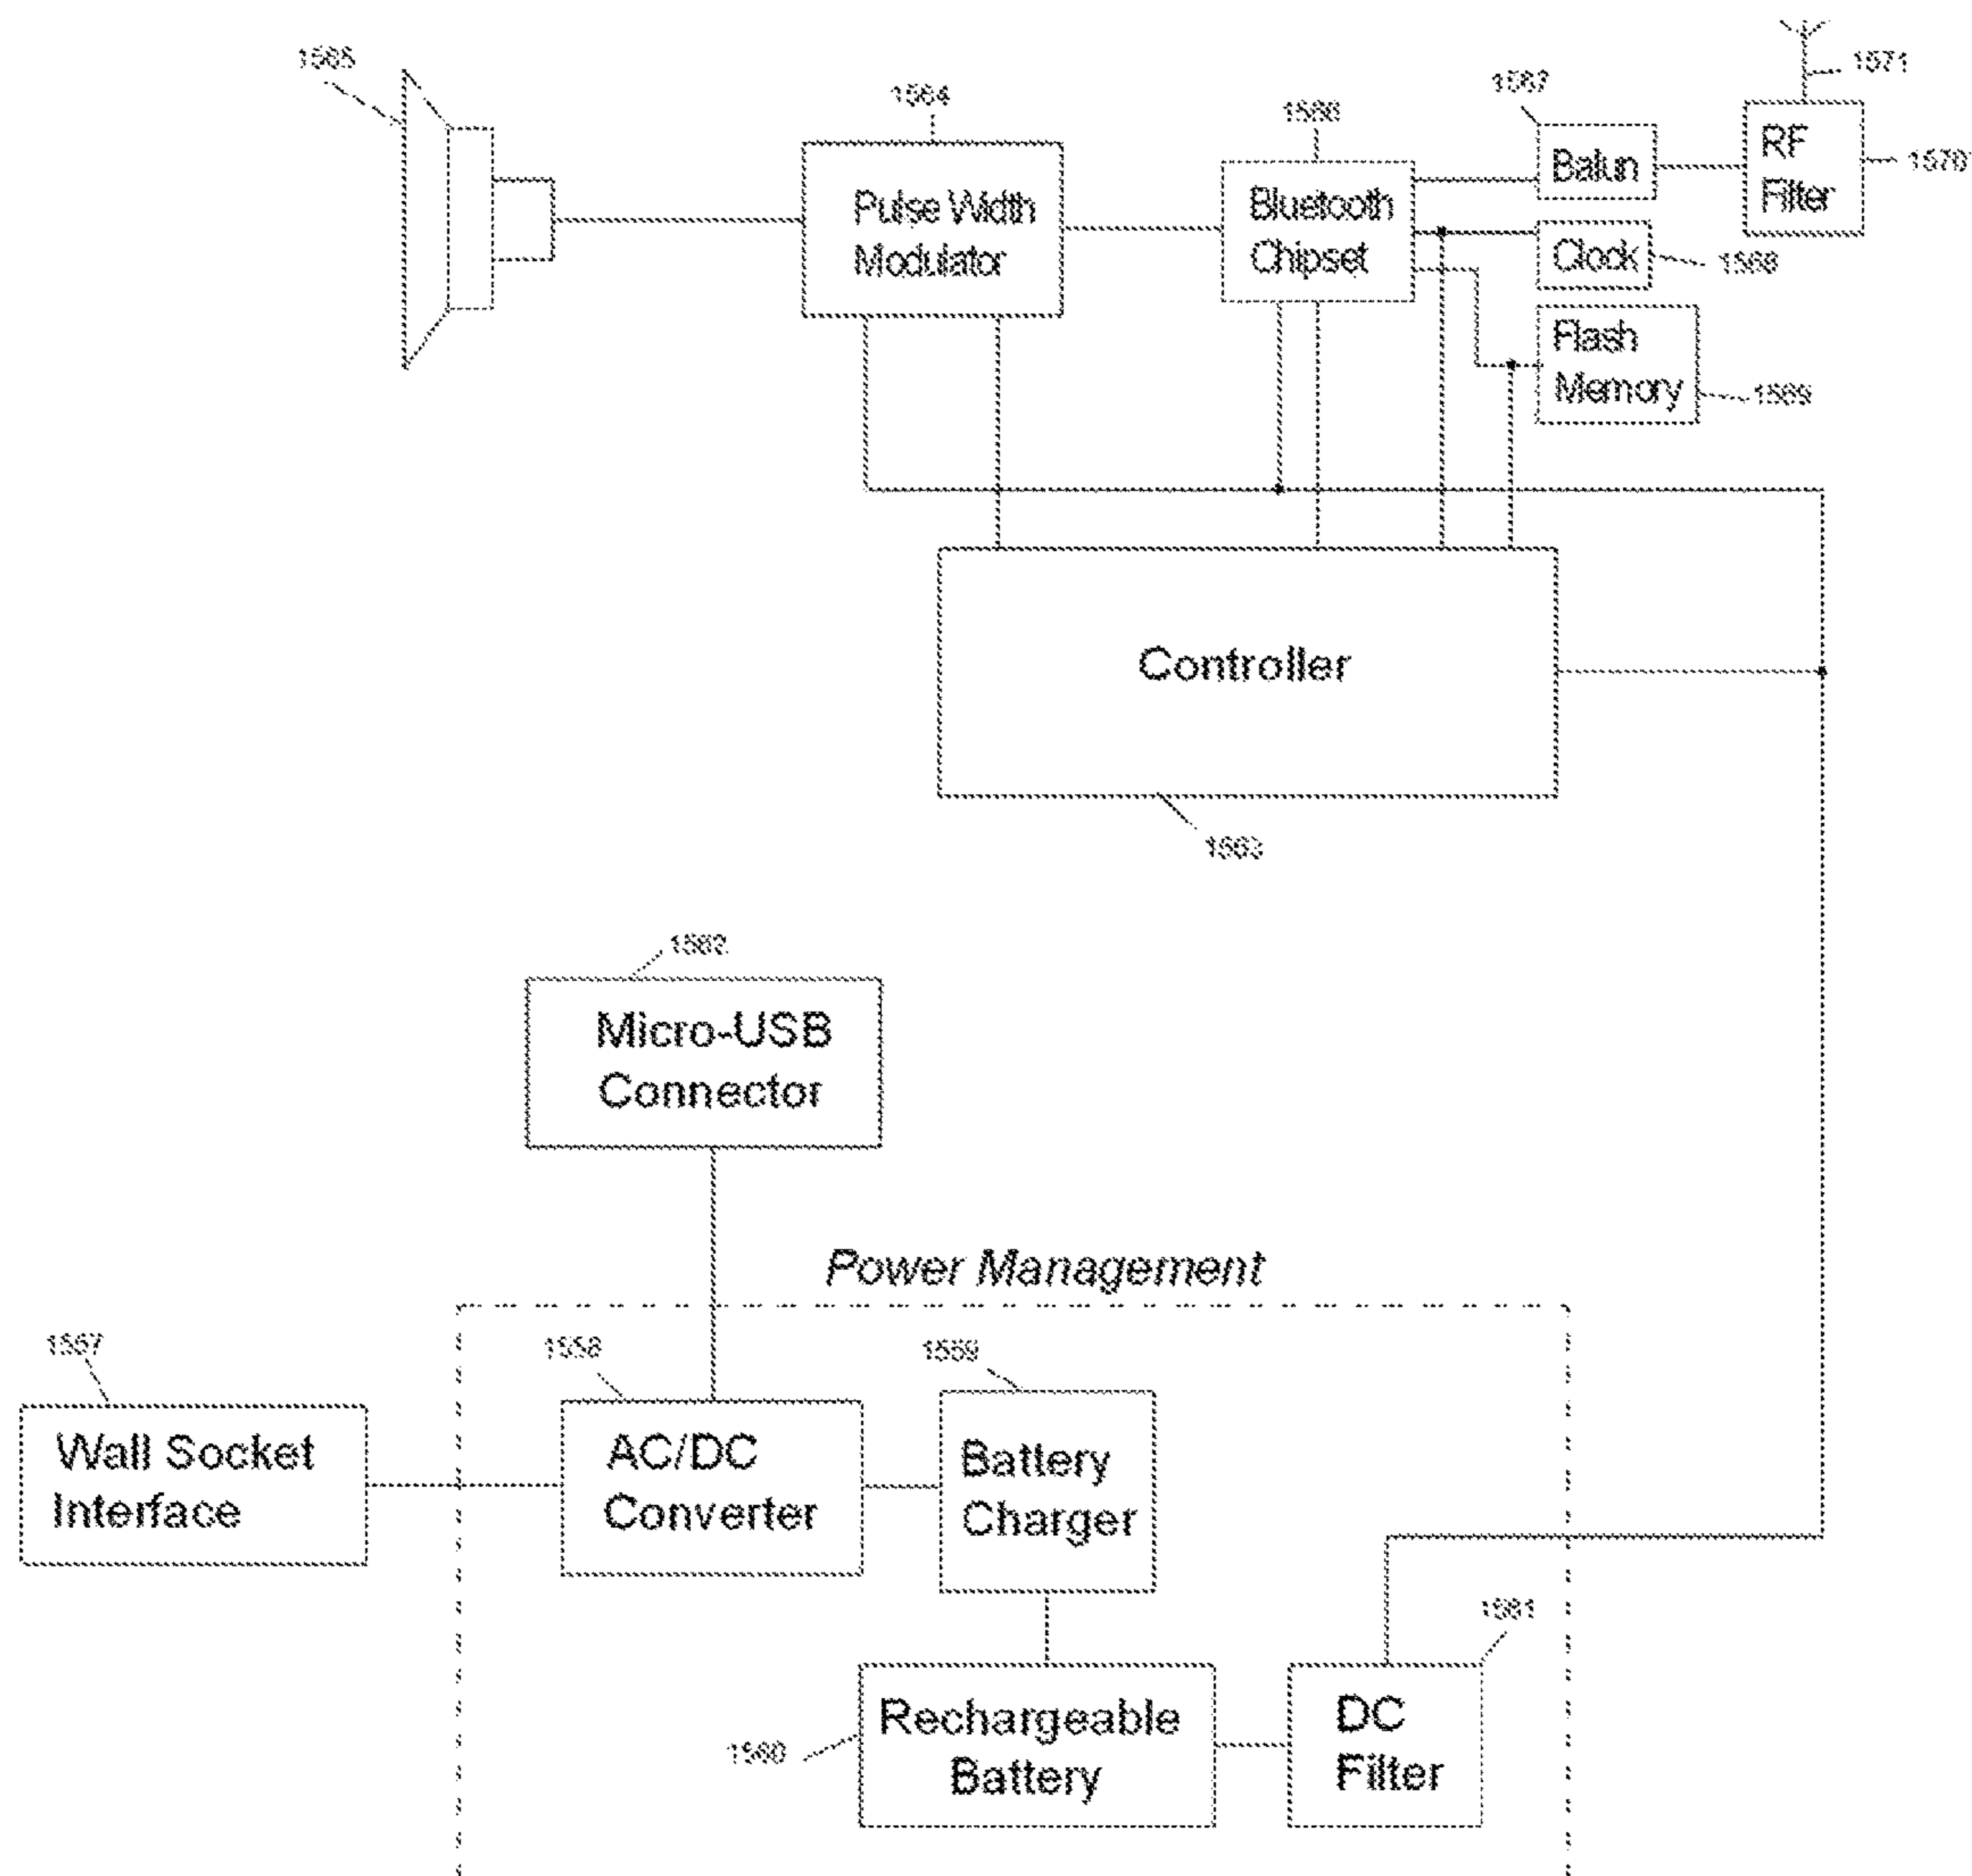 1565
1564
1566
1567
1571
Pulse Width
Modulator
Bluetooth
Chipset
Balun
RF
Filter
1570
Clock
1568
Flash
Memory
1569
Controller
1563
1562
Micro-USB
Connector
Power Management
1557
1558
1559
Wall Socket
Interface
AC/DC
Converter
Battery
Charger
1561
Rechargeable
Battery
1560
DC
Filter